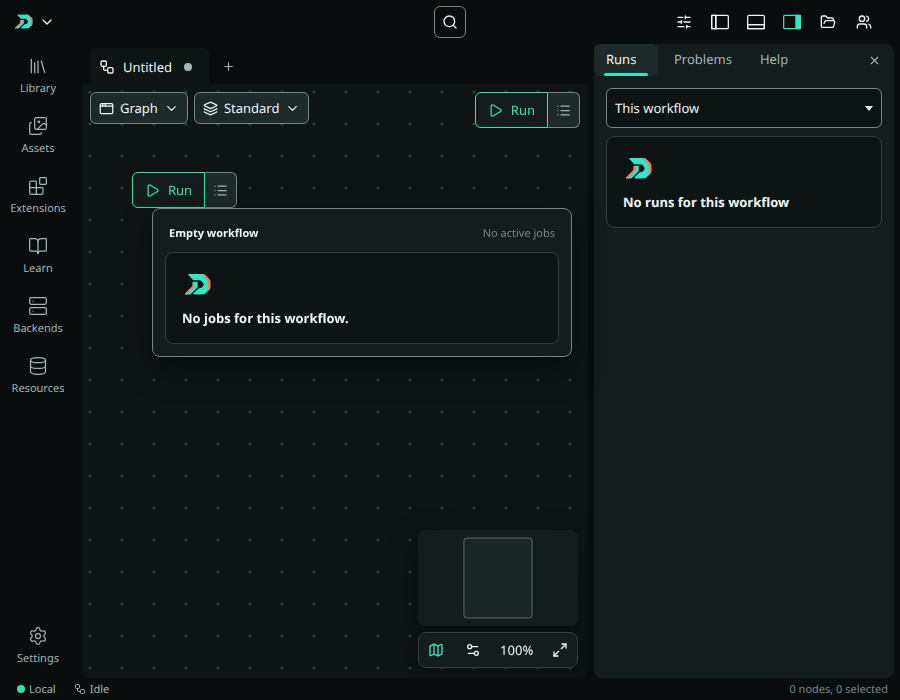 Untitled
Library
Assets
Extensions
Learn
Backends
Resources
Settings
Graph
Standard
Run
Run
Empty workflow
No active jobs
No jobs for this workflow.
100%
Runs
Problems
Help
This workflow
No runs for this workflow
Local
Idle
0 nodes, 0 selected